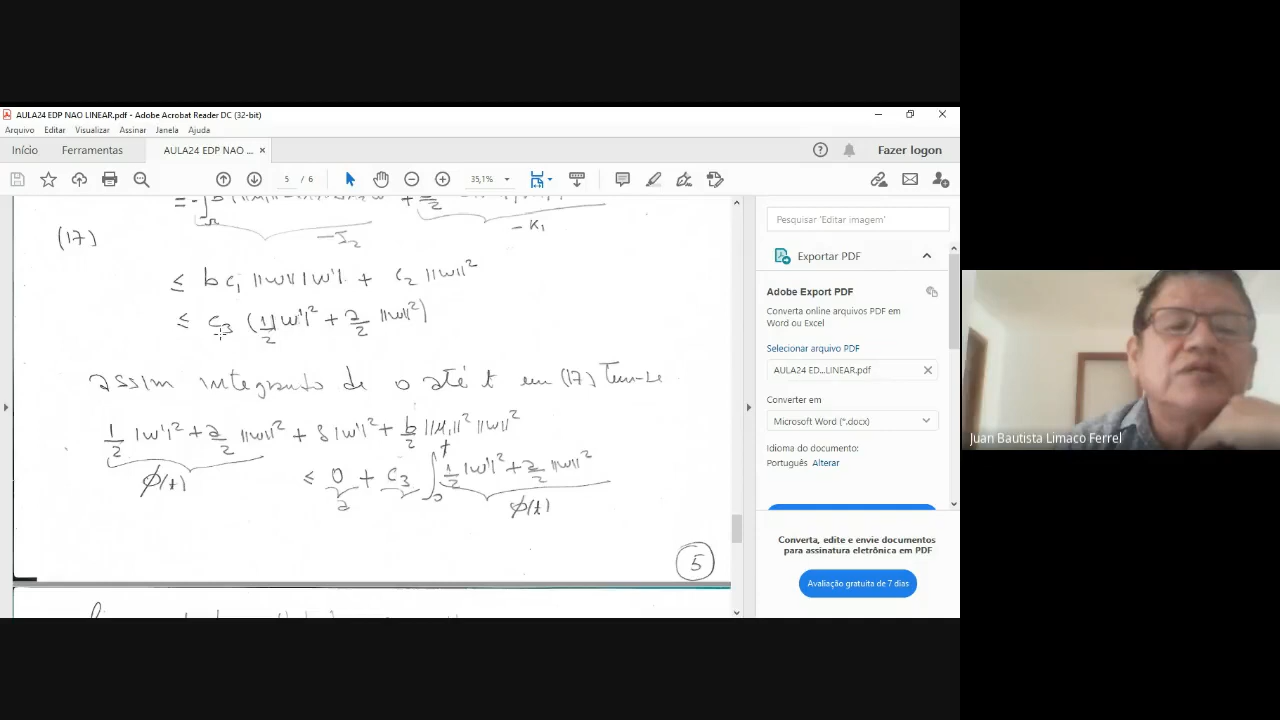 AULA24 EDP NAO LINEAR.pdf - Adobe Acrobat Reader DC (32-bit)
Arquivo Editar Visualizar Assinar Janela Ajuda
Início Ferramentas AULA24 EDP NAO ... × Fazer logon
5 / 6 35,1%
(17)
-I₂ -K₁
≤ b c₁ ||w|| |w'| + c₂ ||w||²
≤ c₃ (1/2 |w'|² + a/2 ||w||²)
assim integrando de 0 até t em (17) Tem-se
1/2 |w'|² + a/2 ||w||² + δ |w'|² + b/2 ||u₁||² ||w||²
ϕ(t)
≤ 0 + c₃ ∫₀ᵗ 1/2 |w'|² + a/2 ||w||²
a ϕ(t)
5
Pesquisar 'Editar imagem'
Exportar PDF
Adobe Export PDF
Converta online arquivos PDF em
Word ou Excel
Selecionar arquivo PDF
AULA24 ED...LINEAR.pdf ×
Converter em
Microsoft Word (*.docx)
Idioma do documento:
Português Alterar
Converta, edite e envie documentos
para assinatura eletrônica em PDF
Avaliação gratuita de 7 dias
Juan Bautista Limaco Ferrel